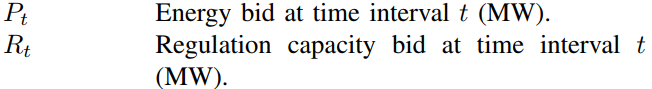 P_t Energy bid at time interval t (MW).
R_t Regulation capacity bid at time interval t
(MW).